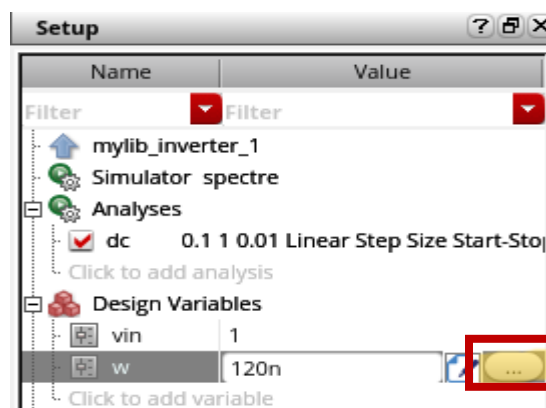 Setup
Name Value
Filter Filter
mylib_inverter_1
Simulator spectre
Analyses
dc 0.1 1 0.01 Linear Step Size Start-Sto
Click to add analysis
Design Variables
vin 1
w 120n ...
Click to add variable